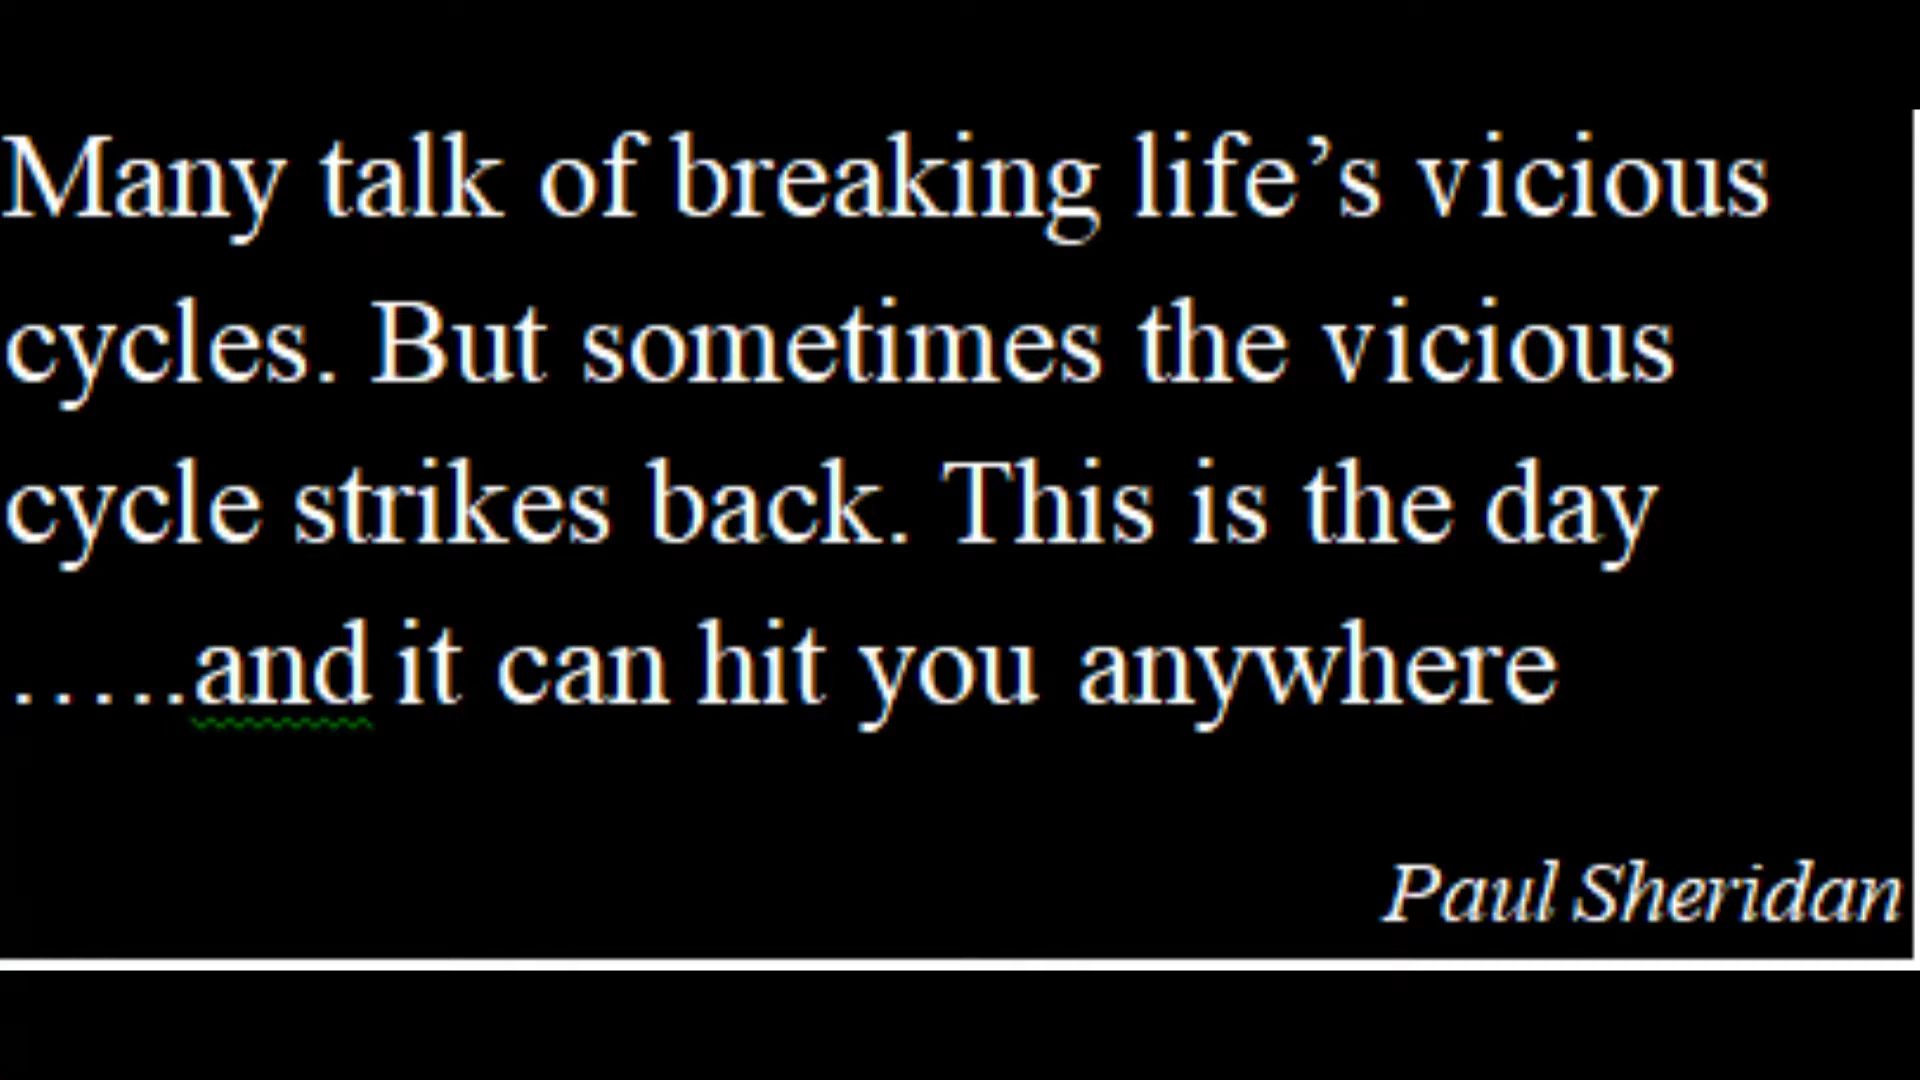 Many talk of breaking life’s vicious
cycles. But sometimes the vicious
cycle strikes back. This is the day
…..and it can hit you anywhere
Paul Sheridan